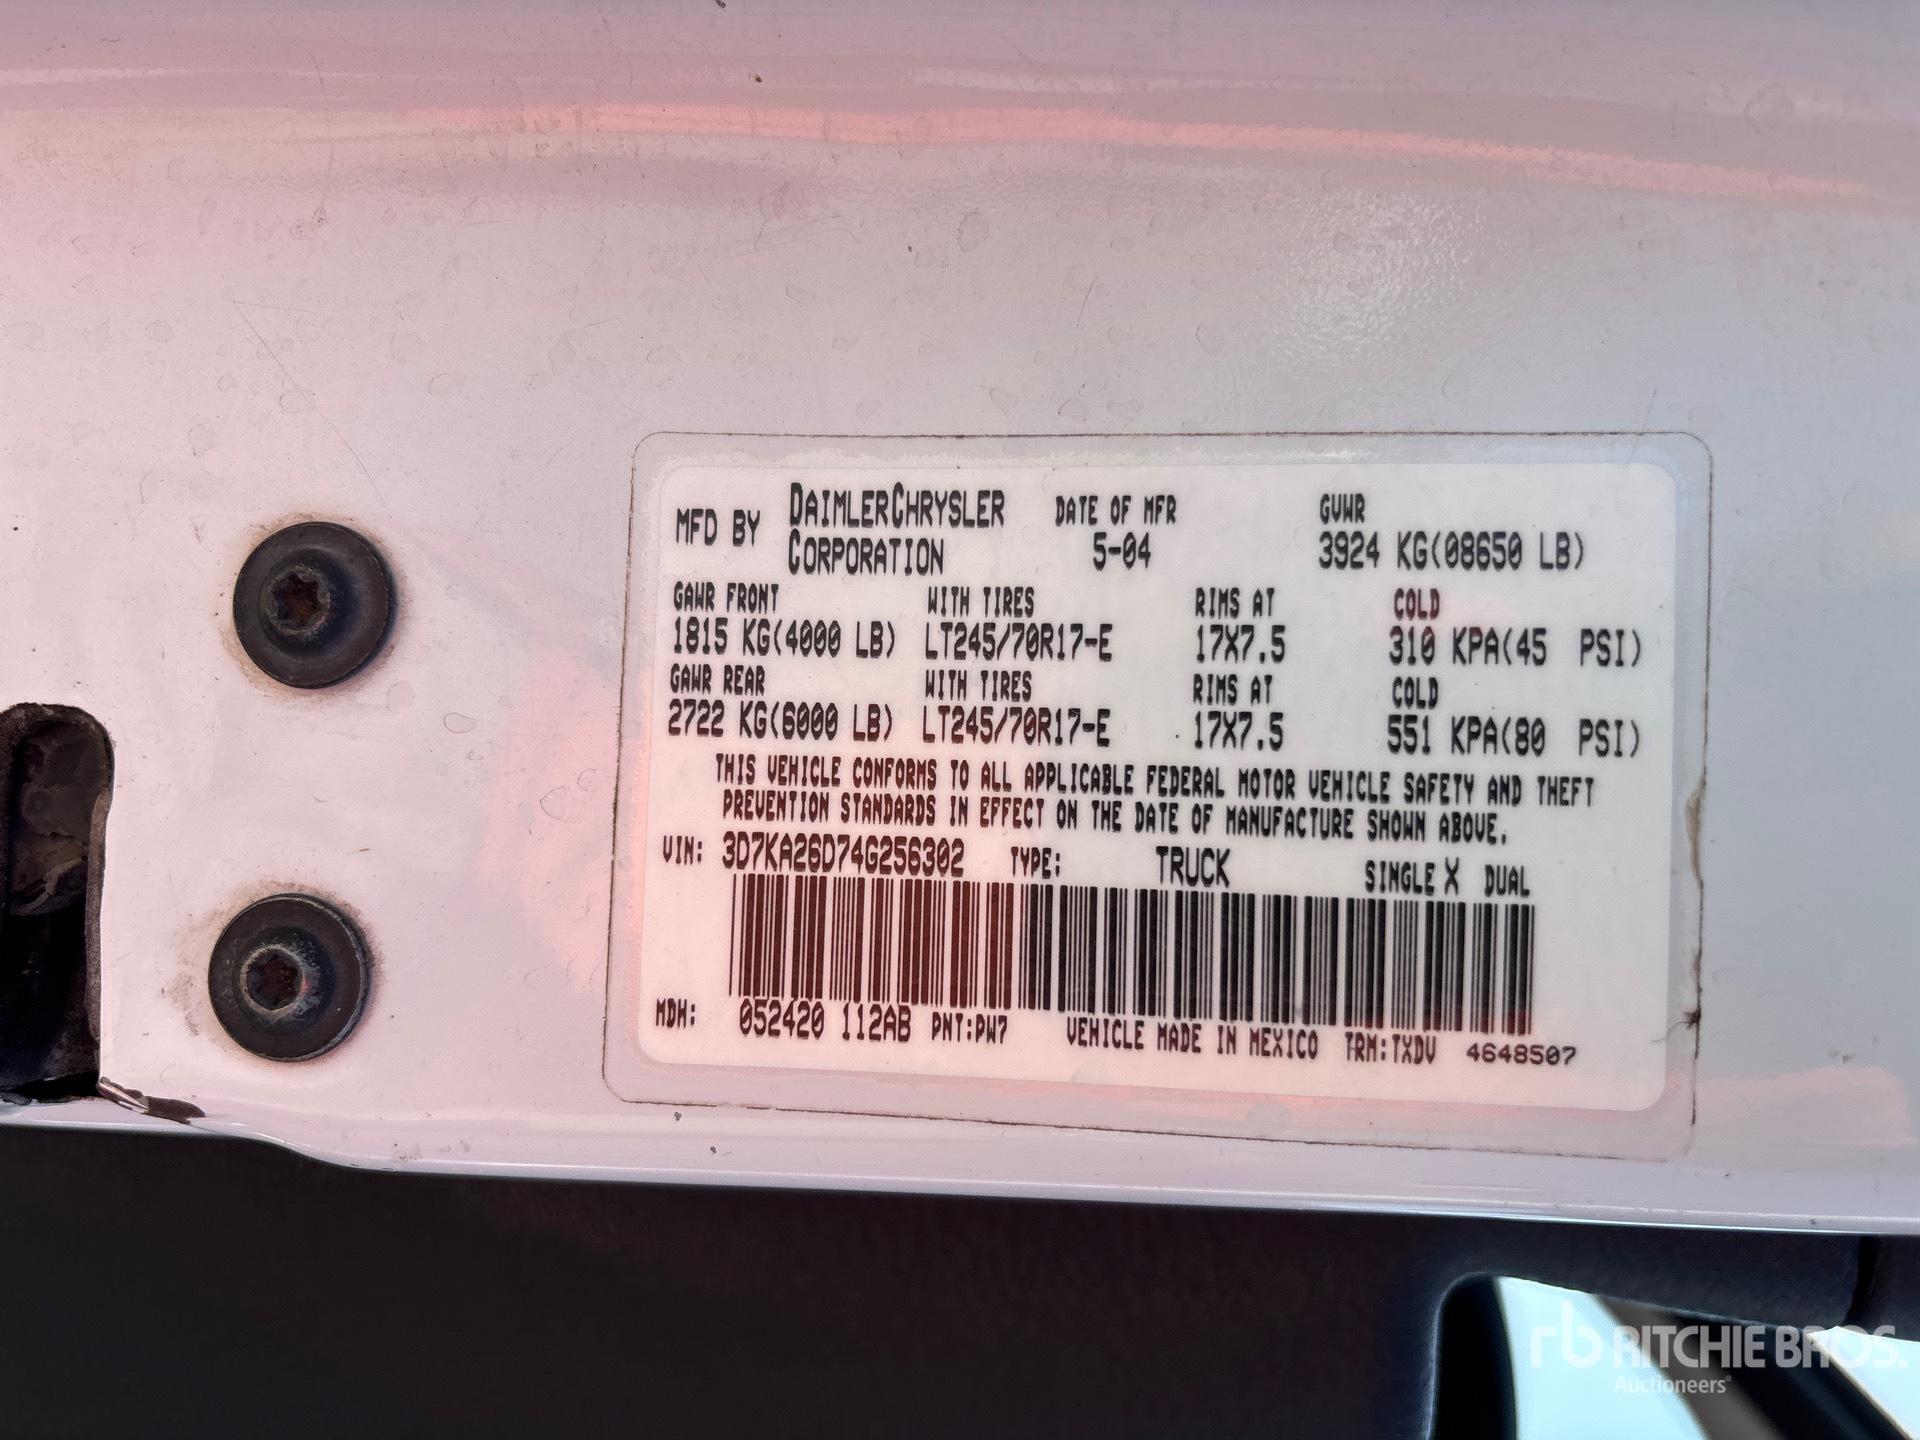 MFD BY DAIMLERCHRYSLER CORPORATION DATE OF MFR 5-04 GVWR 3924 KG(08650 LB)
GAWR FRONT WITH TIRES RIMS AT COLD
1815 KG(4000 LB) LT245/70R17-E 17X7.5 310 KPA(45 PSI)
GAWR REAR WITH TIRES RIMS AT COLD
2722 KG(6000 LB) LT245/70R17-E 17X7.5 551 KPA(80 PSI)
THIS VEHICLE CONFORMS TO ALL APPLICABLE FEDERAL MOTOR VEHICLE SAFETY AND THEFT
PREVENTION STANDARDS IN EFFECT ON THE DATE OF MANUFACTURE SHOWN ABOVE.
VIN: 3D7KA26D74G256302 TYPE: TRUCK SINGLE X DUAL
MDH: 052420 112AB PNT:PW7 VEHICLE MADE IN MEXICO TRM:TXDV 4648507
rb RITCHIE BROS.
Auctioneers®